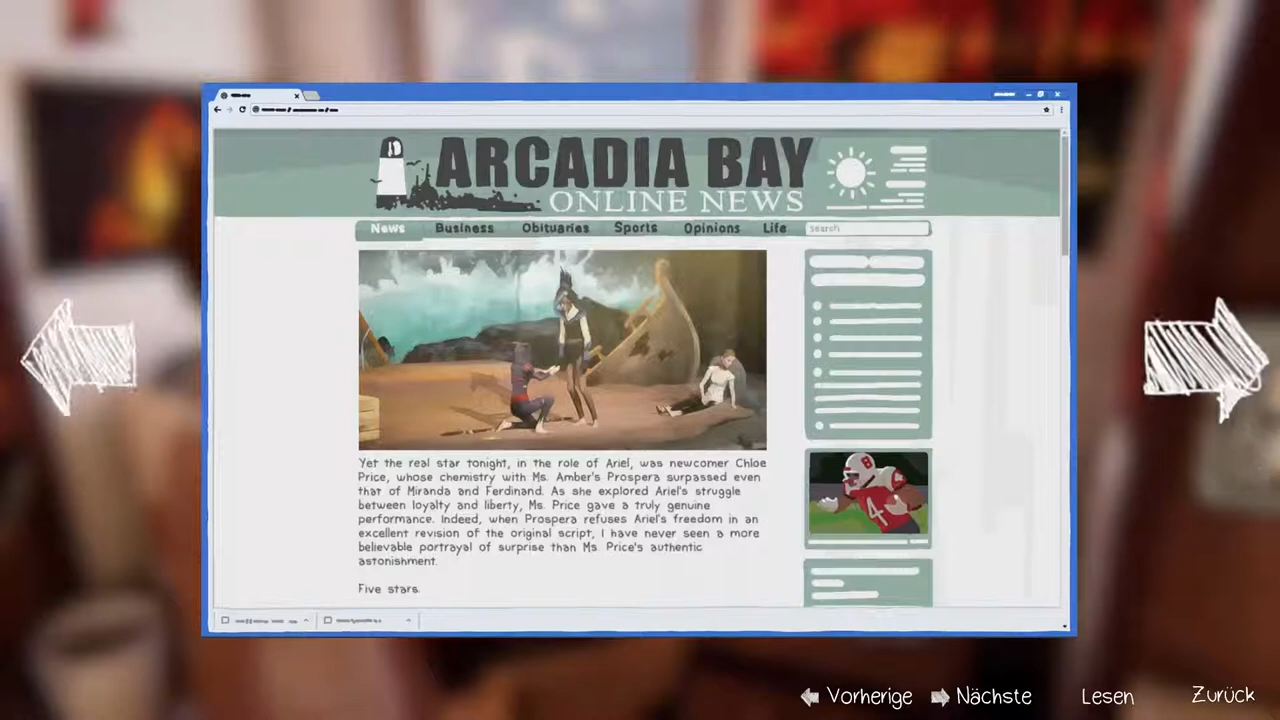 ARCADIA BAY
ONLINE NEWS
News Business Obituaries Sports Opinions Life search
Yet the real star tonight, in the role of Ariel, was newcomer Chloe
Price, whose chemistry with Ms. Amber's Prospera surpassed even
that of Miranda and Ferdinand. As she explored Ariel's struggle
between loyalty and liberty, Ms. Price gave a truly genuine
performance. Indeed, when Prospera refuses Ariel's freedom in an
excellent revision of the original script, I have never seen a more
believable portrayal of surprise than Ms. Price's authentic
astonishment.
Five stars.
8
4
Vorherige Nächste Lesen Zurück